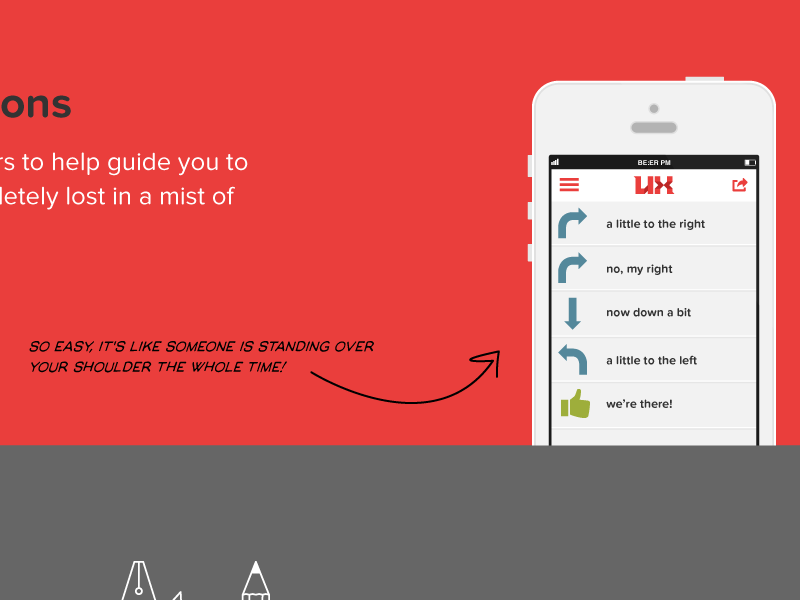 ons
rs to help guide you to
letely lost in a mist of
SO EASY, IT'S LIKE SOMEONE IS STANDING OVER
YOUR SHOULDER THE WHOLE TIME!
BE:ER PM
UX
a little to the right
no, my right
now down a bit
a little to the left
we're there!